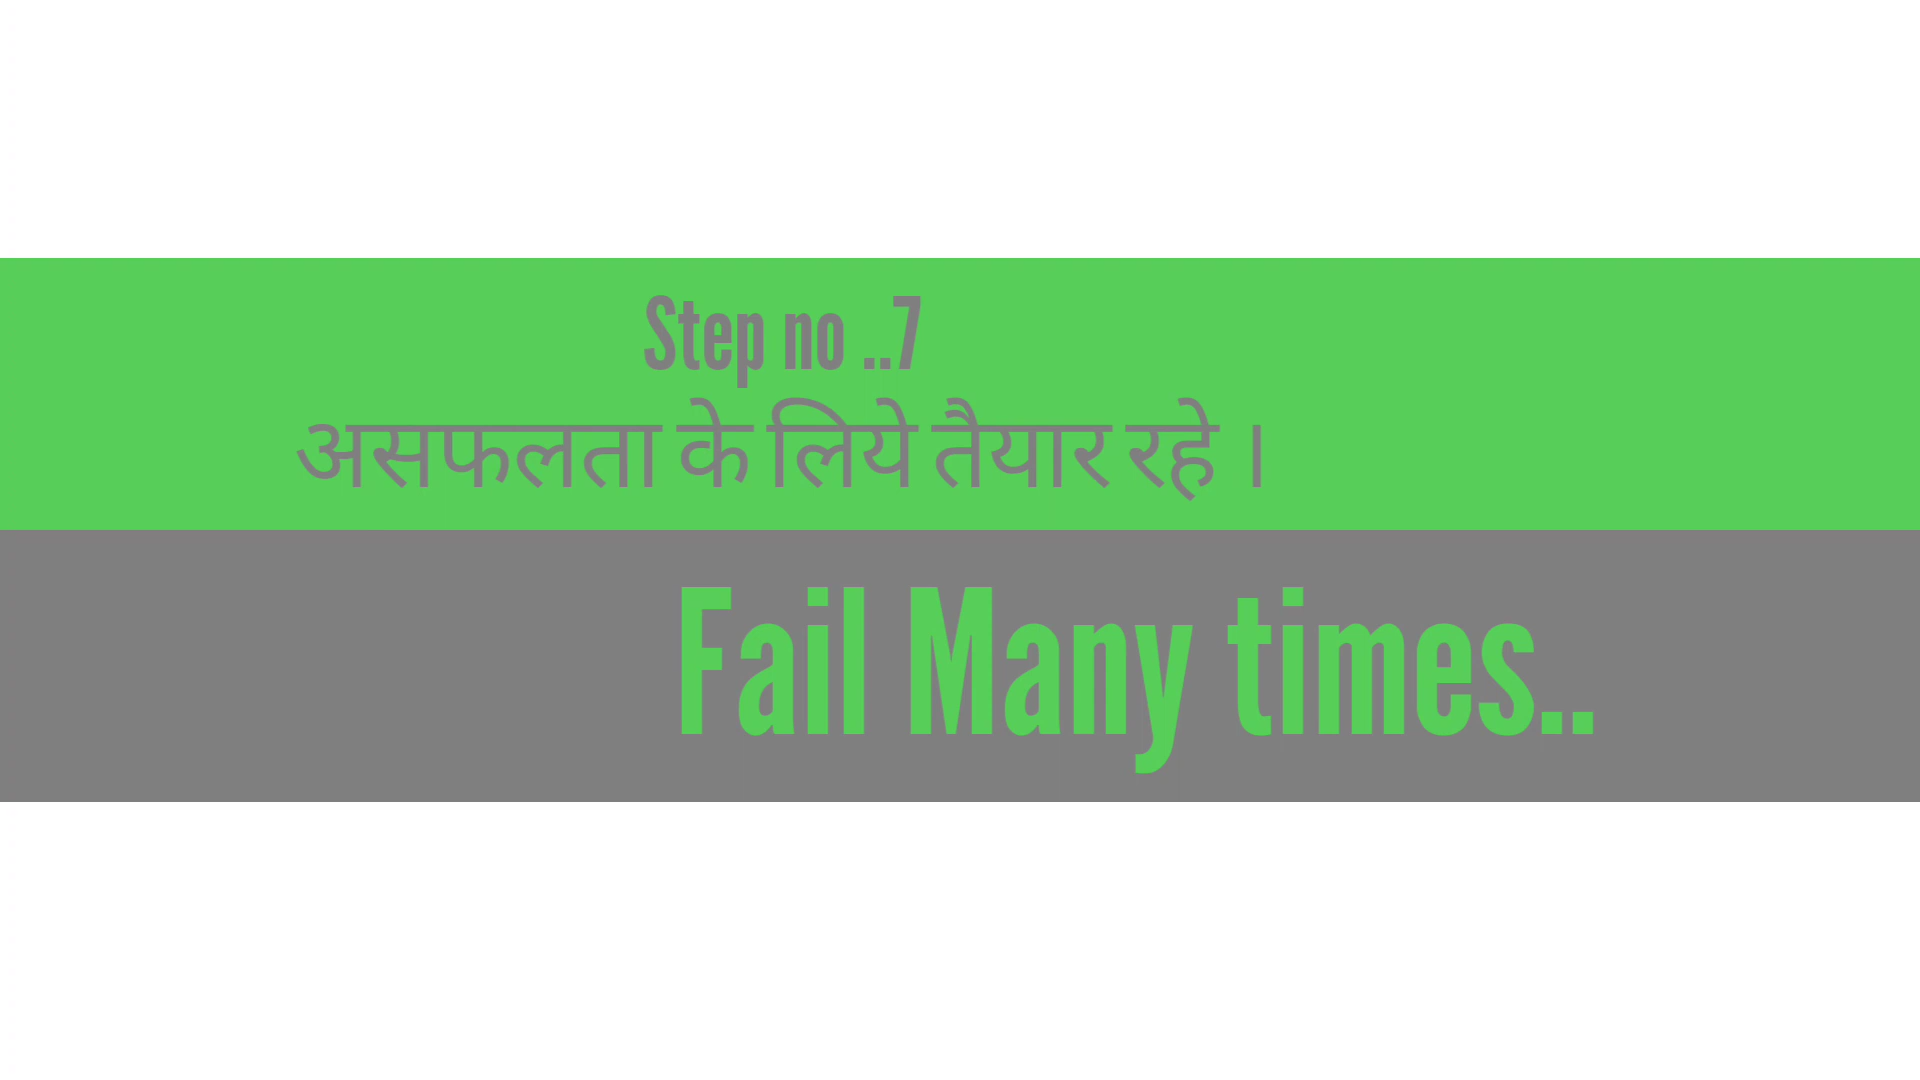 Step no ..7
असफलता के लिये तैयार रहे ।
Fail Many times..